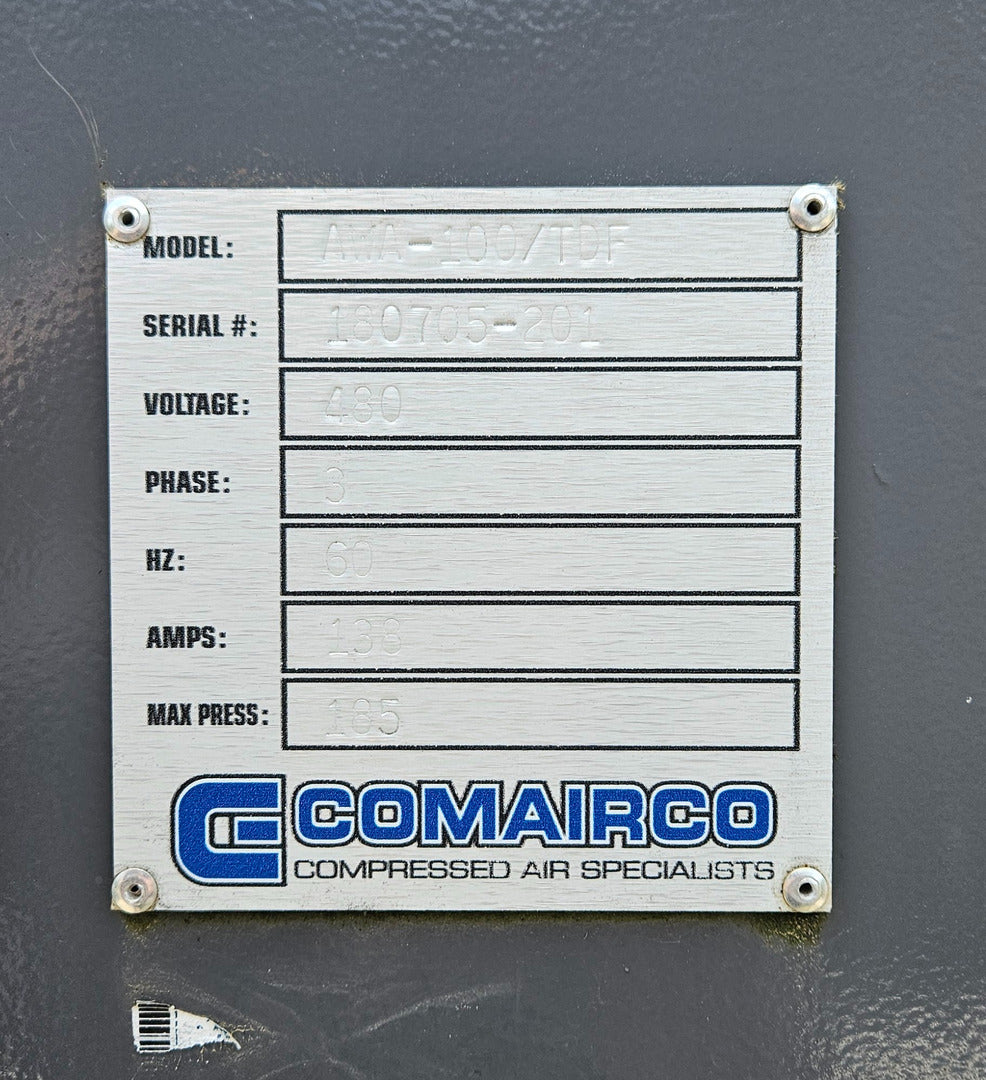 MODEL: AWA-100/TDF
SERIAL #: 180705-201
VOLTAGE: 480
PHASE: 3
HZ: 60
AMPS: 138
MAX PRESS: 185
COMAIRCO
COMPRESSED AIR SPECIALISTS